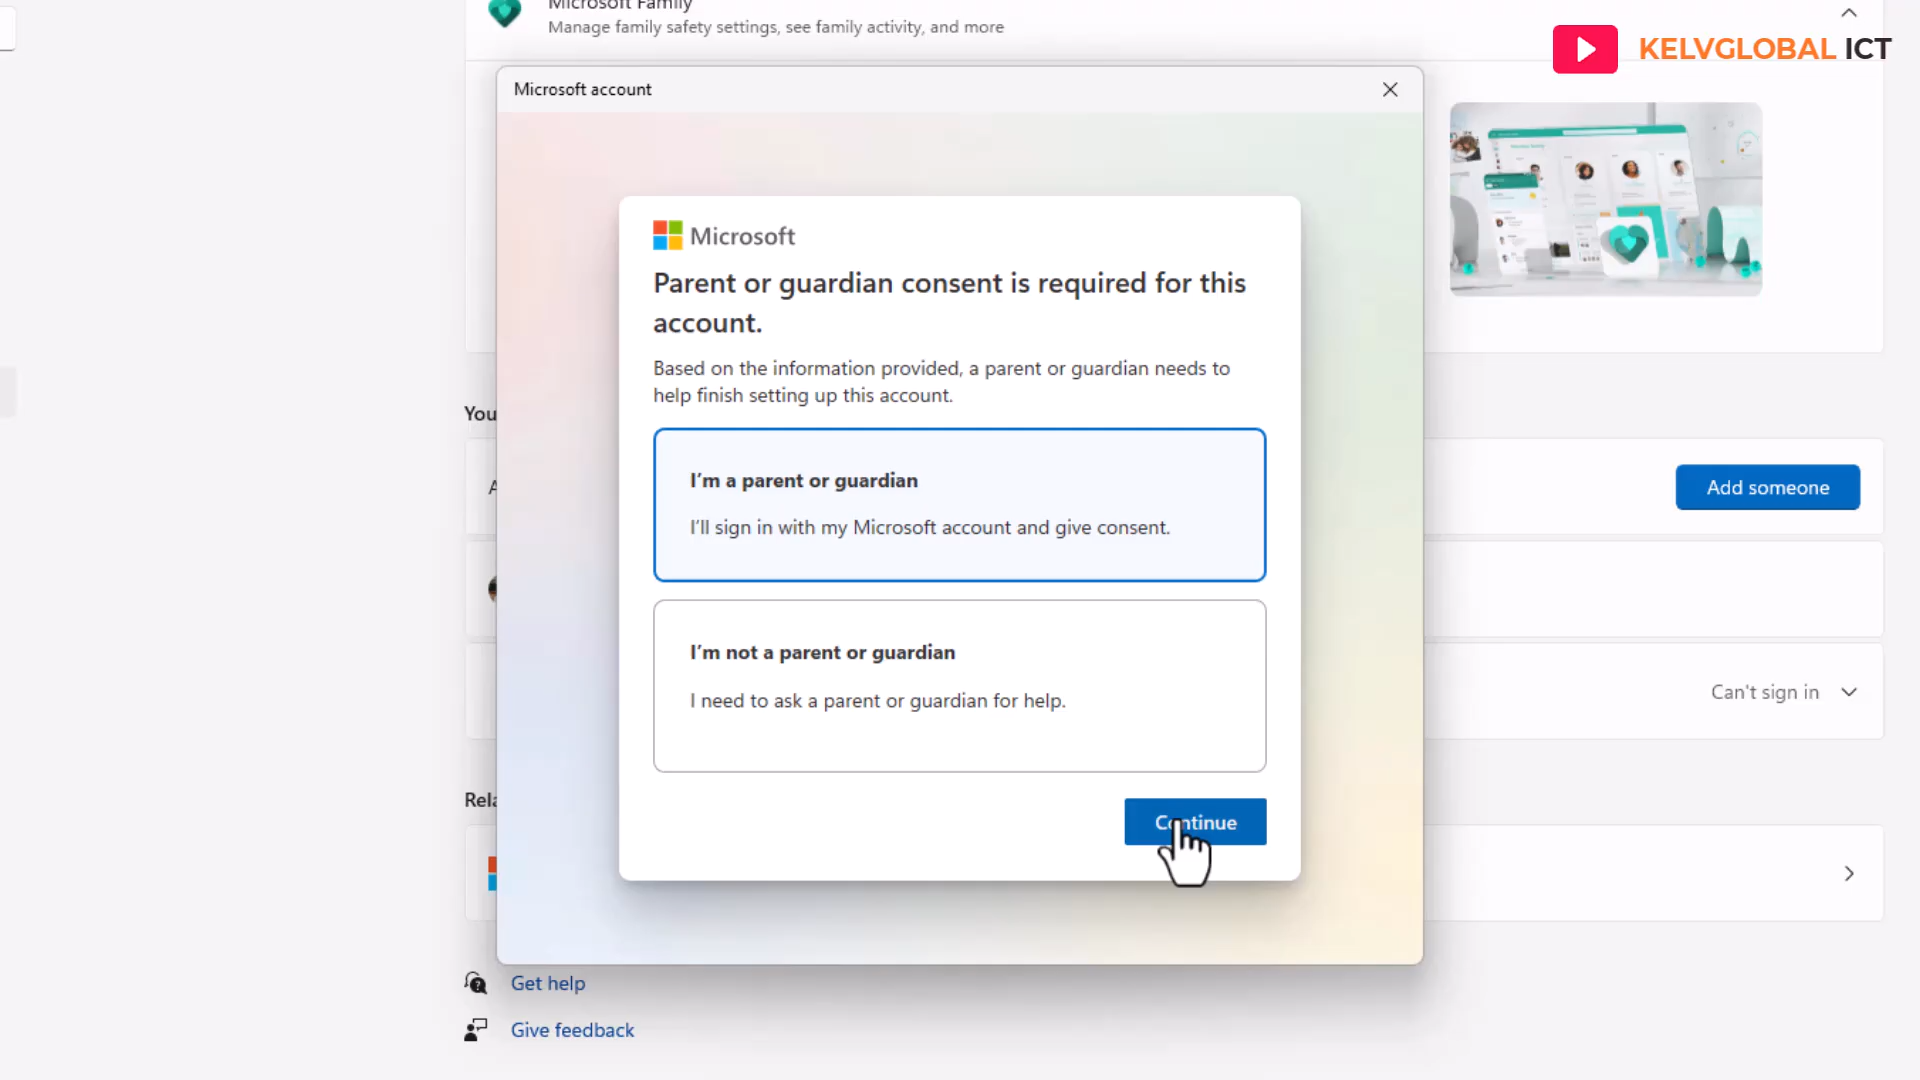 Microsoft Family
Manage family safety settings, see family activity, and more
KELVGLOBAL ICT
Microsoft account
Microsoft
Parent or guardian consent is required for this
account.
Based on the information provided, a parent or guardian needs to
help finish setting up this account.
You
I'm a parent or guardian
A
Add someone
I'll sign in with my Microsoft account and give consent.
I'm not a parent or guardian
Can't sign in
I need to ask a parent or guardian for help.
Rela
Continue
Get help
Give feedback